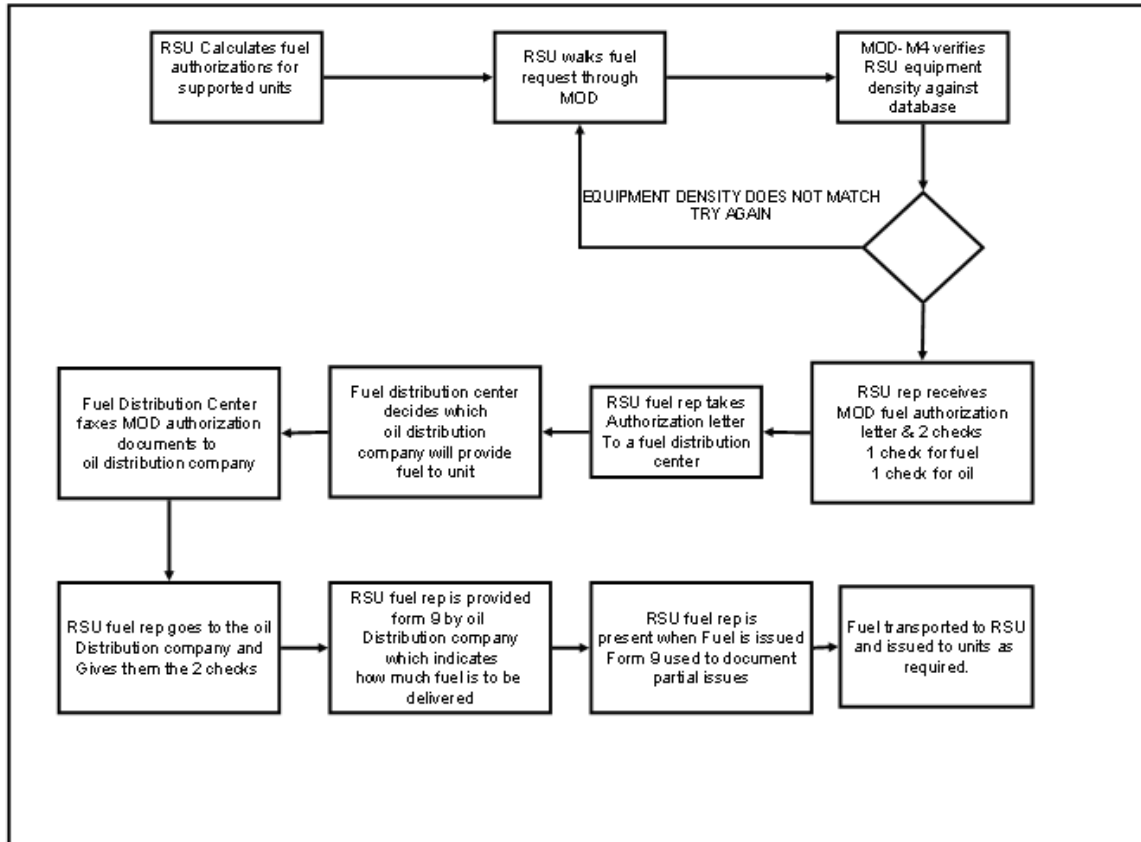 RSU Calculates fuel
authorizations for
supported units
RSU walks fuel
request through
MOD
MOD-M4 verifies
RSU equipment
density against
database
EQUIPMENT DENSITY DOES NOT MATCH
TRY AGAIN
RSU rep receives
MOD fuel authorization
letter & 2 checks
1 check for fuel
1 check for oil
RSU fuel rep takes
Authorization letter
To a fuel distribution
center
Fuel distribution center
decides which
oil distribution
company will provide
fuel to unit
Fuel Distribution Center
faxes MOD authorization
documents to
oil distribution company
RSU fuel rep goes to the oil
Distribution company and
Gives them the 2 checks
RSU fuel rep is provided
form 9 by oil
Distribution company
which indicates
how much fuel is to be
delivered
RSU fuel rep is
present when Fuel is issued
Form 9 used to document
partial issues
Fuel transported to RSU
and issued to units as
required.